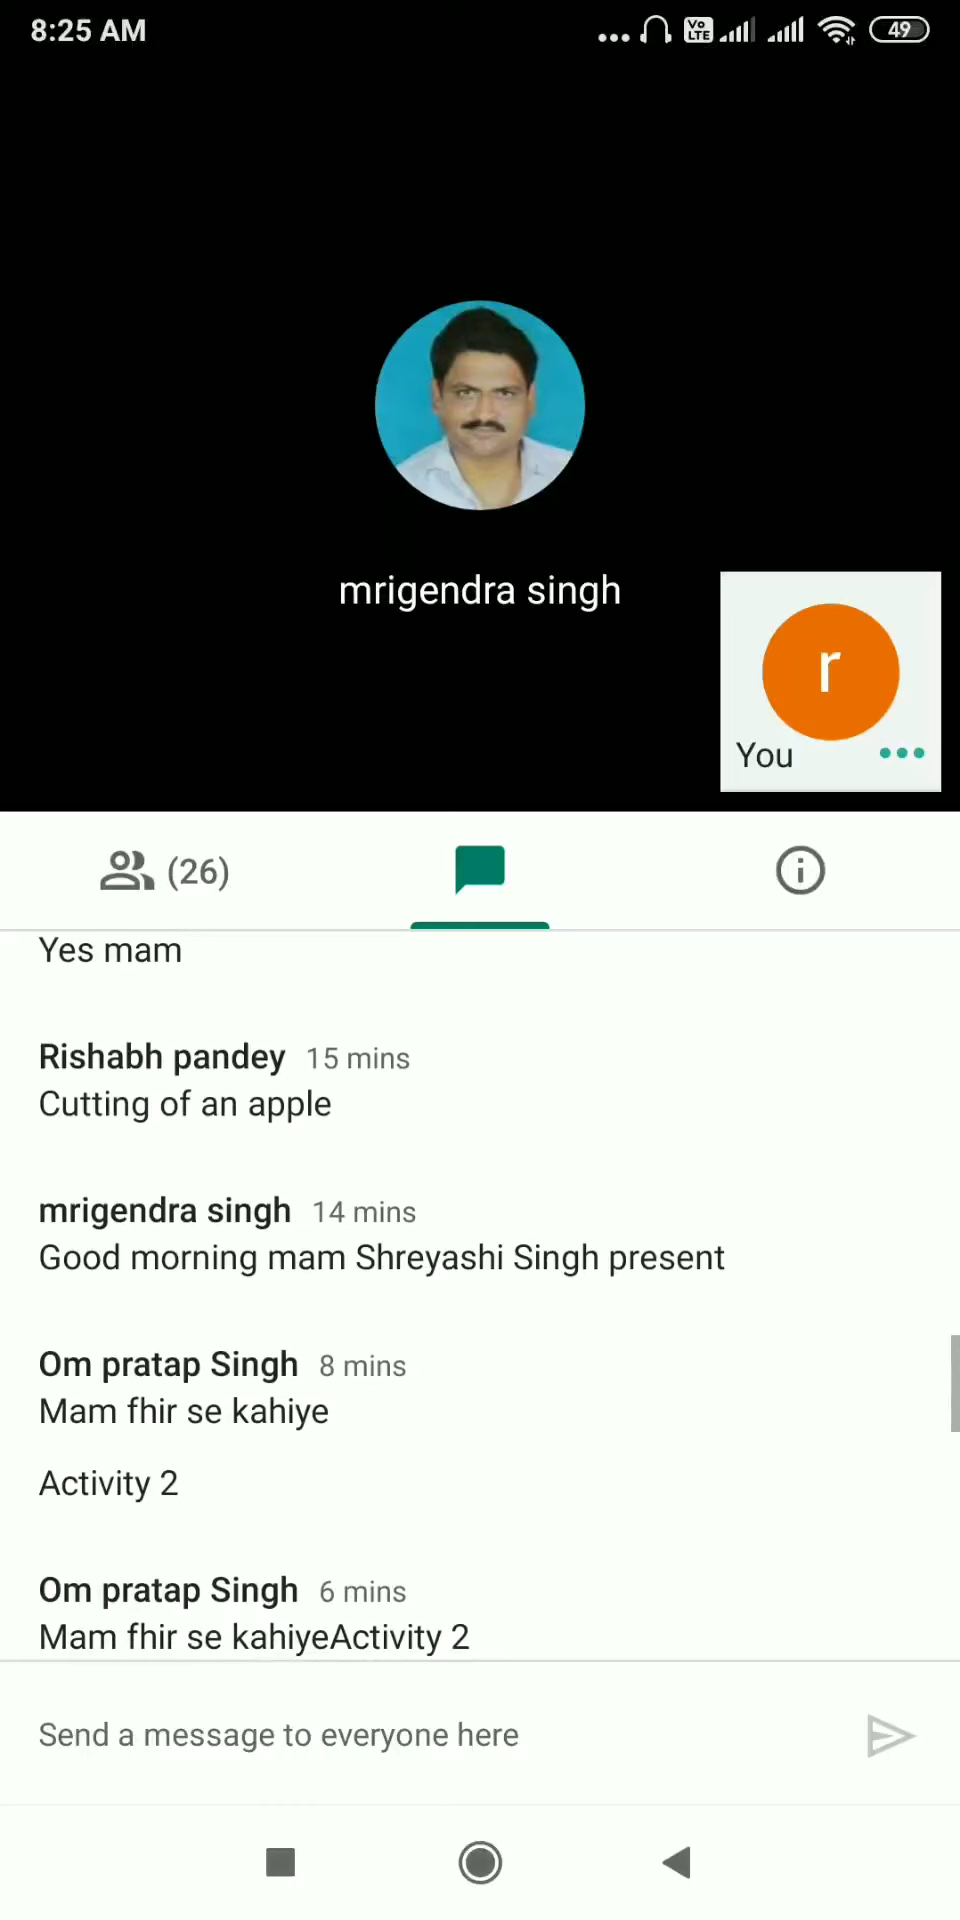 8:25 AM
Vo LTE
49
mrigendra singh
r
You
(26)
Yes mam
Rishabh pandey 15 mins
Cutting of an apple
mrigendra singh 14 mins
Good morning mam Shreyashi Singh present
Om pratap Singh 8 mins
Mam fhir se kahiye
Activity 2
Om pratap Singh 6 mins
Mam fhir se kahiyeActivity 2
Send a message to everyone here